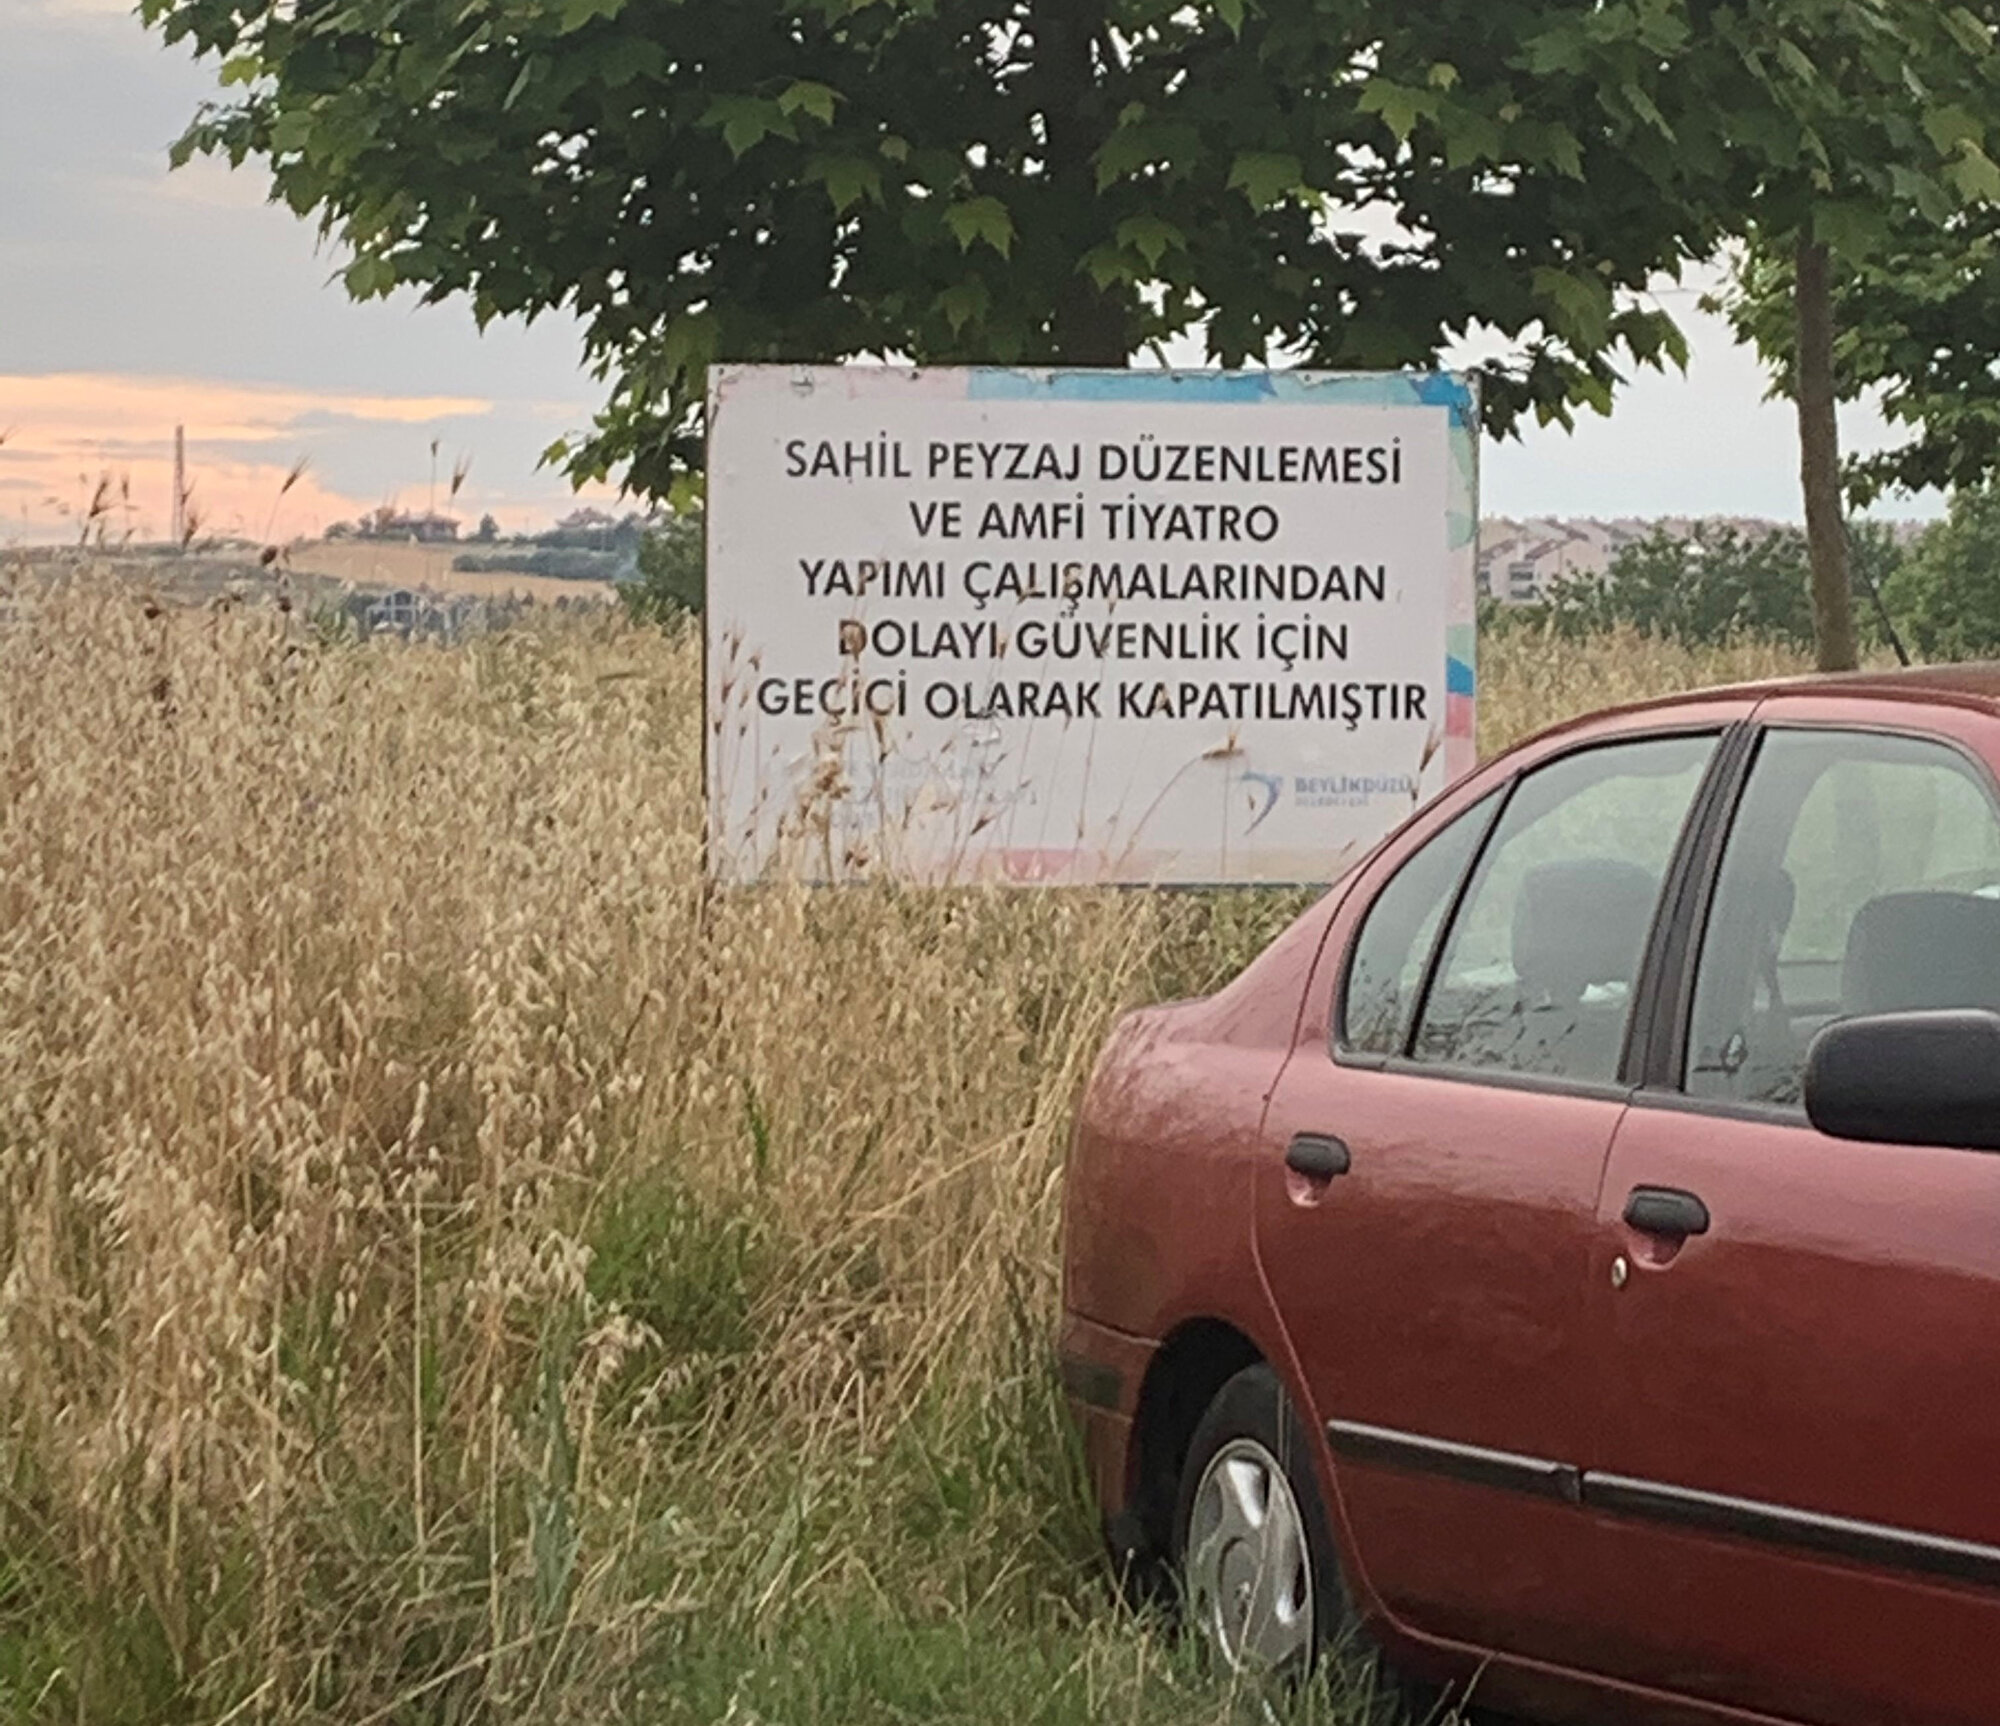 SAHİL PEYZAJ DÜZENLEMESİ
VE AMFİ TİYATRO
YAPIMI ÇALIŞMALARINDAN
DOLAYI GÜVENLİK İÇİN
GEÇİCİ OLARAK KAPATILMIŞTIR
BEYLİKDÜZÜ